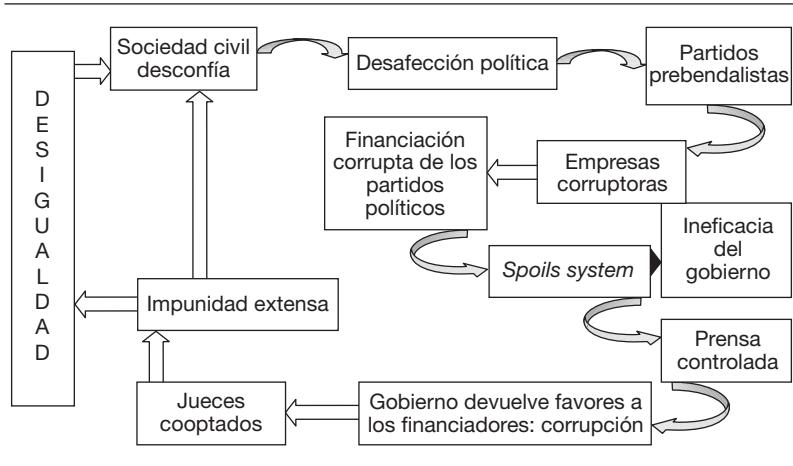 Sociedad civil
desconfía
Desafección política
Partidos
prebendalistas
DESIGUALDAD
Financiación
corrupta de los
partidos
políticos
Empresas
corruptoras
Ineficacia
del
gobierno
Spoils system
Impunidad extensa
Prensa
controlada
Jueces
cooptados
Gobierno devuelve favores a
los financiadores: corrupción